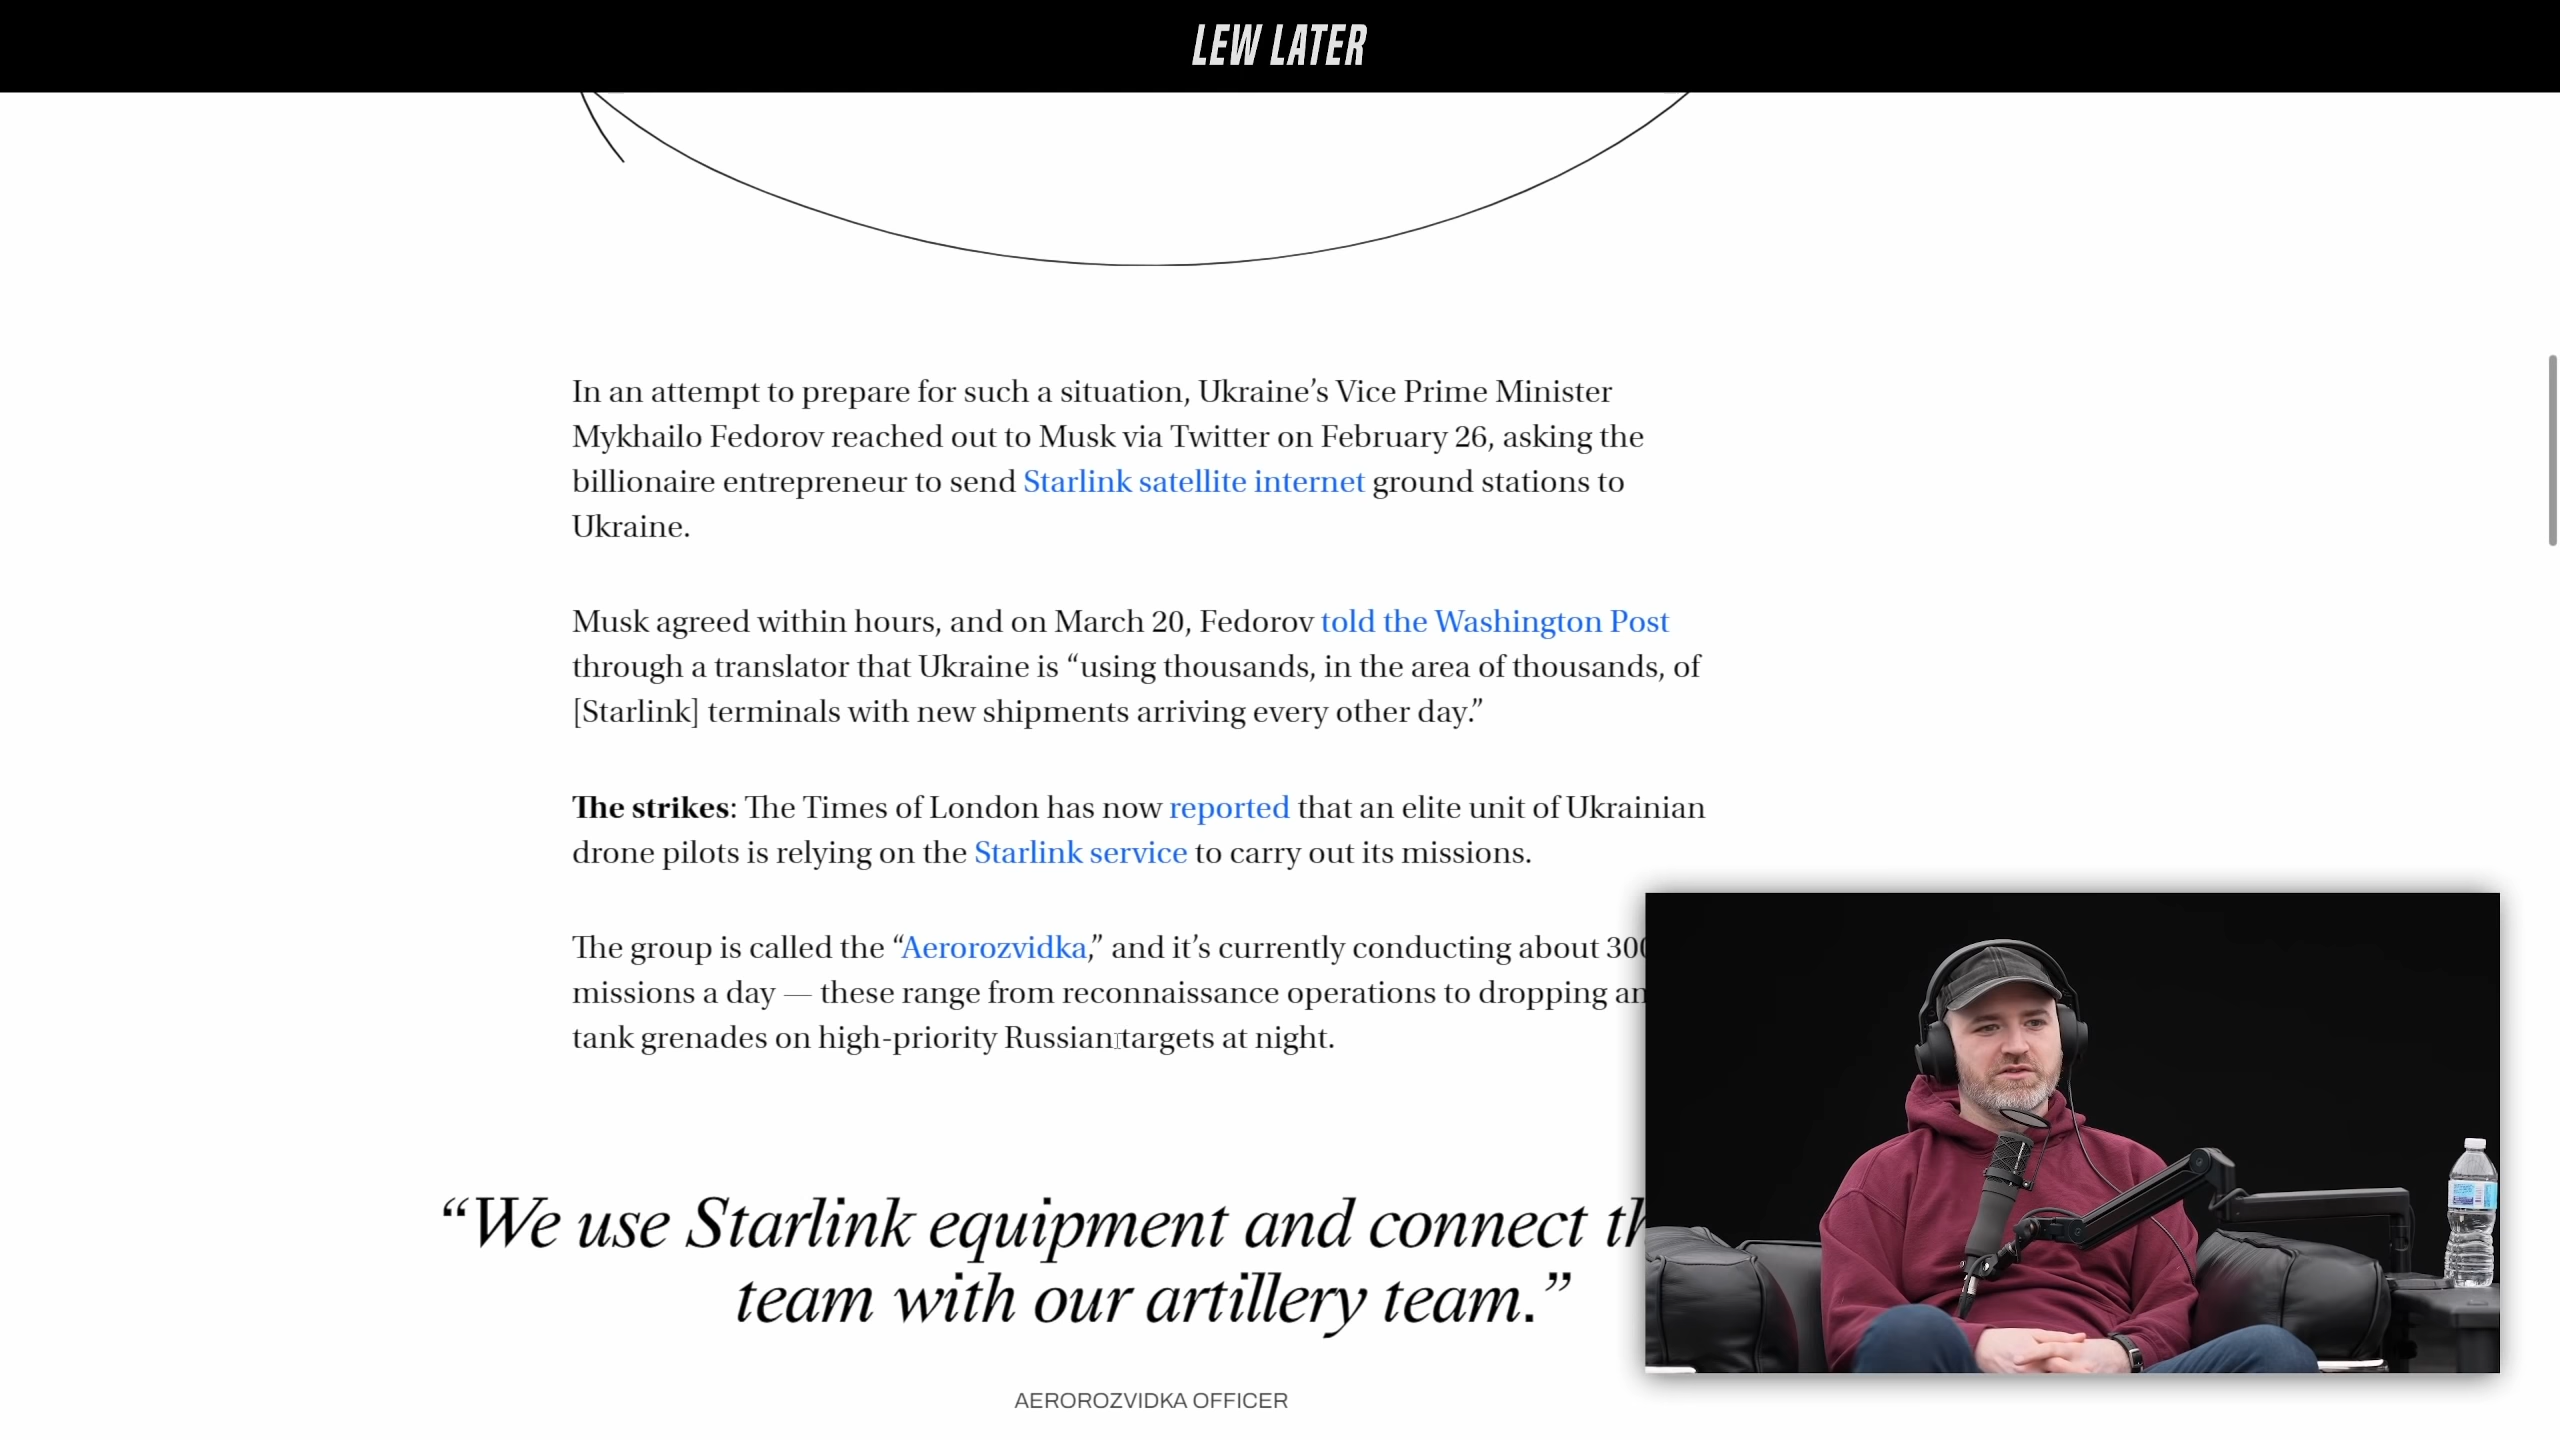 LEW LATER
In an attempt to prepare for such a situation, Ukraine’s Vice Prime Minister
Mykhailo Fedorov reached out to Musk via Twitter on February 26, asking the
billionaire entrepreneur to send Starlink satellite internet ground stations to
Ukraine.
Musk agreed within hours, and on March 20, Fedorov told the Washington Post
through a translator that Ukraine is “using thousands, in the area of thousands, of
[Starlink] terminals with new shipments arriving every other day.”
The strikes: The Times of London has now reported that an elite unit of Ukrainian
drone pilots is relying on the Starlink service to carry out its missions.
The group is called the “Aerorozvidka,” and it’s currently conducting about 300
missions a day — these range from reconnaissance operations to dropping
tank grenades on high-priority Russian targets at night.
“We use Starlink equipment and connect
team with our artillery team.”
AEROROZVIDKA OFFICER